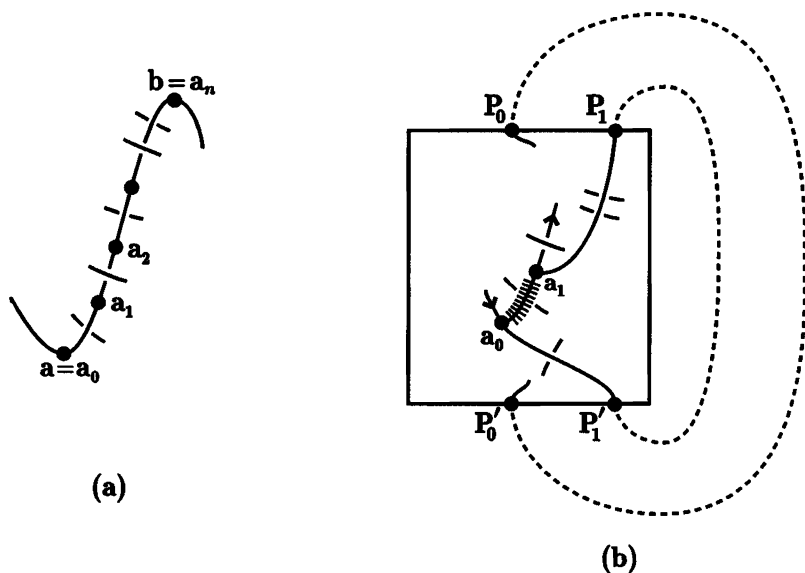 b = aₙ
a₂
a₁
a = a₀
(a)
P₀ P₁
a₁
a₀
P₀′ P₁′
(b)